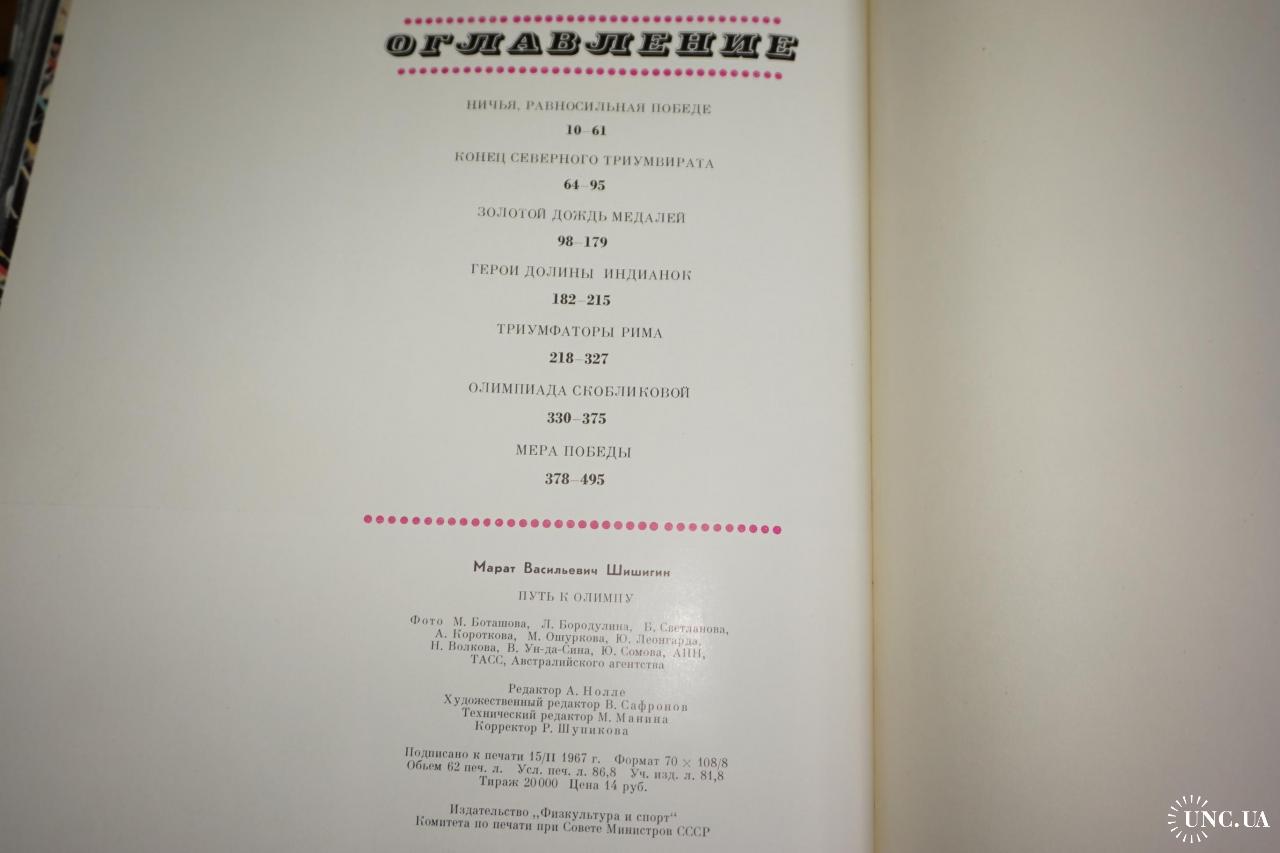 ОГЛАВЛЕНИЕ
НИЧЬЯ, РАВНОСИЛЬНАЯ ПОБЕДЕ
10–61
КОНЕЦ СЕВЕРНОГО ТРИУМВИРАТА
64–95
ЗОЛОТОЙ ДОЖДЬ МЕДАЛЕЙ
98–179
ГЕРОИ ДОЛИНЫ ИНДИАНОК
182–215
ТРИУМФАТОРЫ РИМА
218–327
ОЛИМПИАДА СКОБЛИКОВОЙ
330–375
МЕРА ПОБЕДЫ
378–495
Марат Васильевич Шишигин
ПУТЬ К ОЛИМПУ
Фото М. Боташова, Л. Бородулина, Б. Светланова,
А. Короткова, М. Ошуркова, Ю. Леонгарда,
Н. Волкова, В. Ун-да-Сина, Ю. Сомова, АПН,
ТАСС, Австралийского агентства
Редактор А. Нолле
Художественный редактор В. Сафронов
Технический редактор М. Манина
Корректор Р. Шупикова
Подписано к печати 15/II 1967 г. Формат 70 × 108/8
Объем 62 печ. л. Усл. печ. л. 86,8 Уч. изд. л. 81,8
Тираж 20000 Цена 14 руб.
Издательство „Физкультура и спорт“
Комитета по печати при Совете Министров СССР
UNC.UA